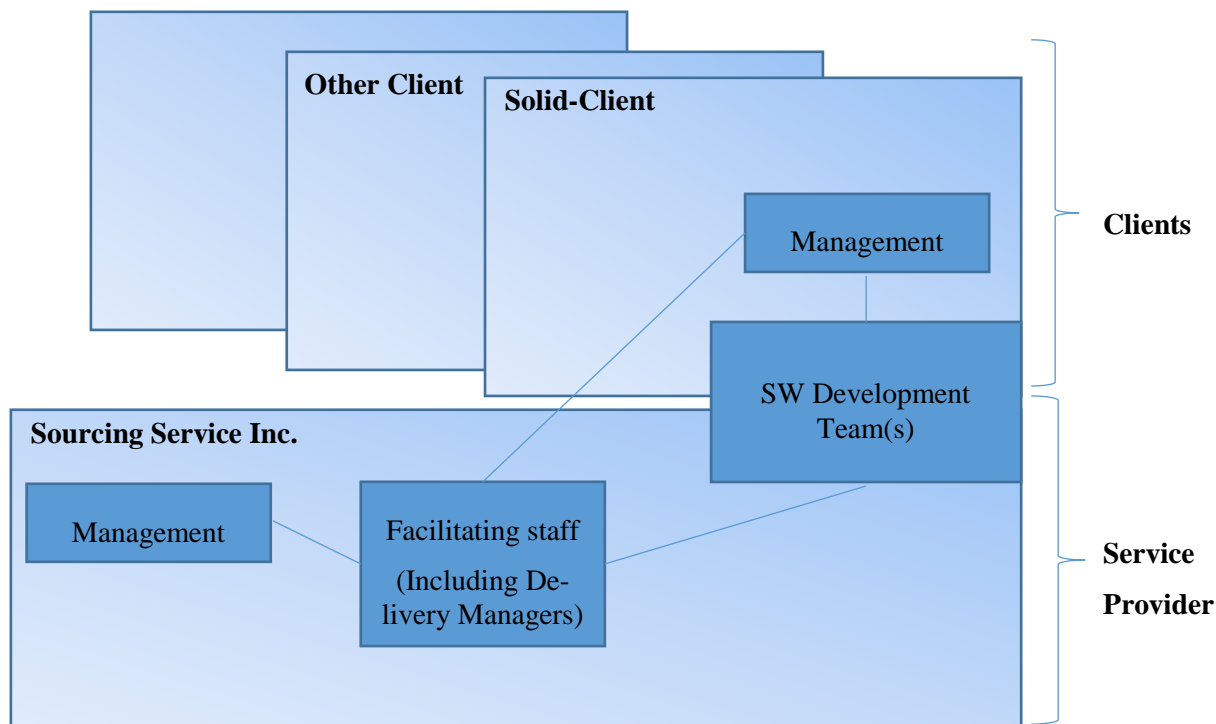 Other Client
Solid-Client
Management
Clients
SW Development
Team(s)
Sourcing Service Inc.
Management
Facilitating staff
(Including De-
livery Managers)
Service
Provider